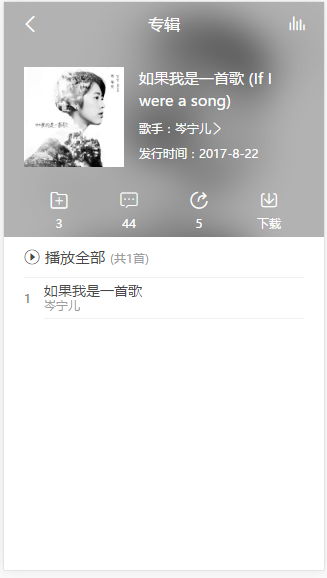 专辑
如果我是一首歌 (If I
were a song)
歌手：岑宁儿
发行时间：2017-8-22
3
44
5
下载
播放全部 (共1首)
1
如果我是一首歌
岑宁儿